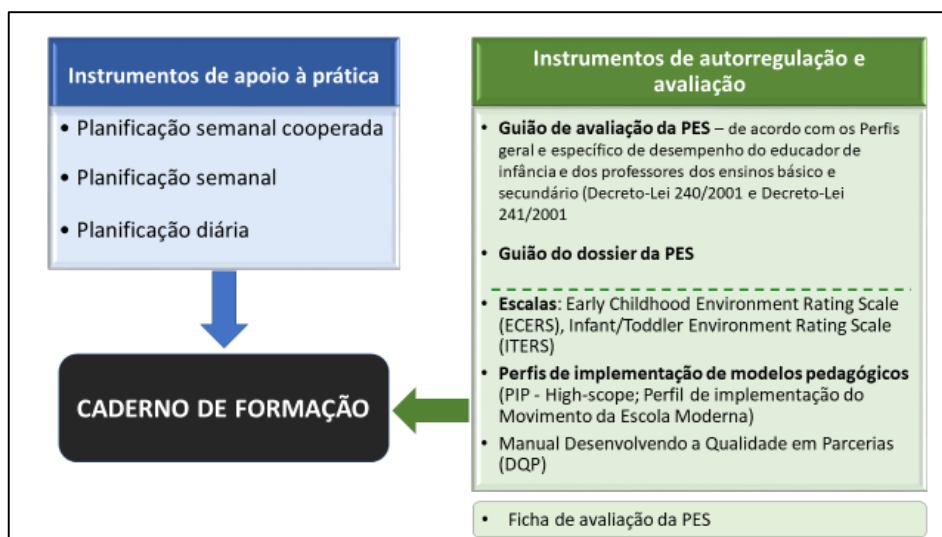 Instrumentos de apoio à prática
• Planificação semanal cooperada
• Planificação semanal
• Planificação diária
CADERNO DE FORMAÇÃO
Instrumentos de autorregulação e
avaliação
• Guião de avaliação da PES – de acordo com os Perfis
geral e específico de desempenho do educador de
infância e dos professores dos ensinos básico e
secundário (Decreto-Lei 240/2001 e Decreto-Lei
241/2001
• Guião do dossier da PES
• Escalas: Early Childhood Environment Rating Scale
(ECERS), Infant/Toddler Environment Rating Scale
(ITERS)
• Perfis de implementação de modelos pedagógicos
(PIP - High-scope; Perfil de implementação do
Movimento da Escola Moderna)
• Manual Desenvolvendo a Qualidade em Parcerias
(DQP)
• Ficha de avaliação da PES